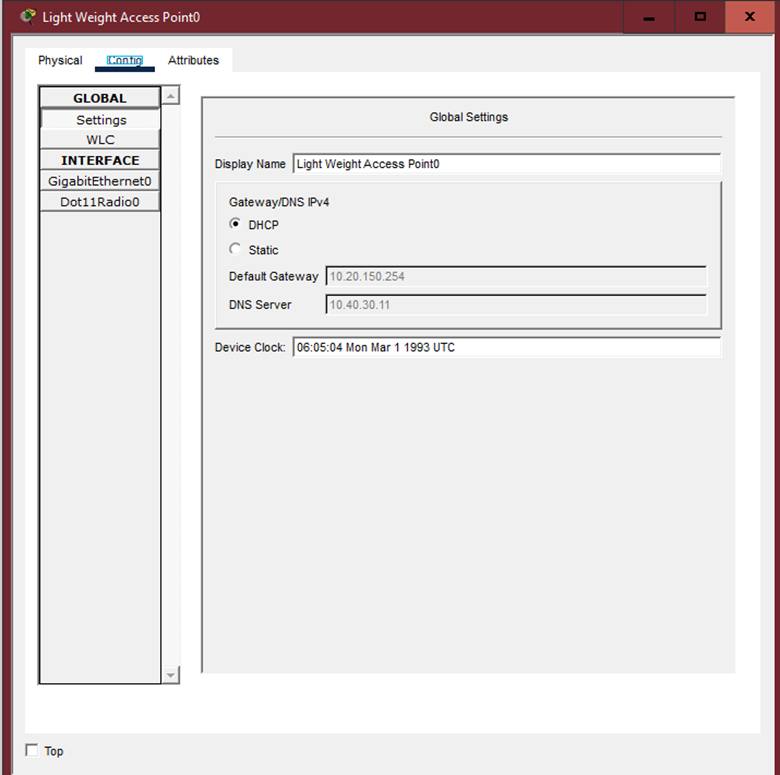 Light Weight Access Point0
Physical Config Attributes
GLOBAL
Settings
WLC
INTERFACE
GigabitEthernet0
Dot11Radio0
Global Settings
Display Name Light Weight Access Point0
Gateway/DNS IPv4
DHCP
Static
Default Gateway 10.20.150.254
DNS Server 10.40.30.11
Device Clock: 06:05:04 Mon Mar 1 1993 UTC
Top